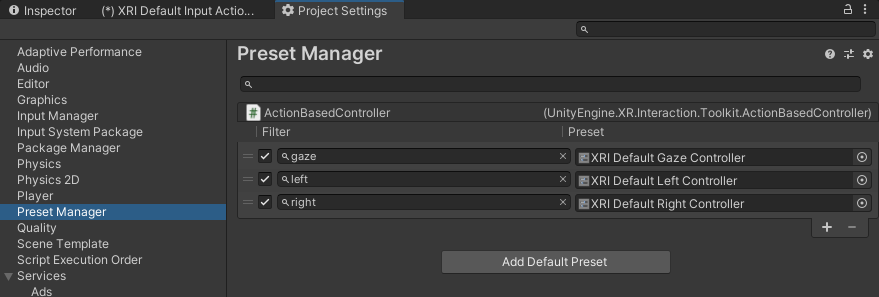 Inspector
(*) XRI Default Input Actio...
Project Settings
Adaptive Performance
Audio
Editor
Graphics
Input Manager
Input System Package
Package Manager
Physics
Physics 2D
Player
Preset Manager
Quality
Scene Template
Script Execution Order
Services
Ads
Preset Manager
# ActionBasedController (UnityEngine.XR.Interaction.Toolkit.ActionBasedController)
Filter Preset
gaze XRI Default Gaze Controller
left XRI Default Left Controller
right XRI Default Right Controller
Add Default Preset